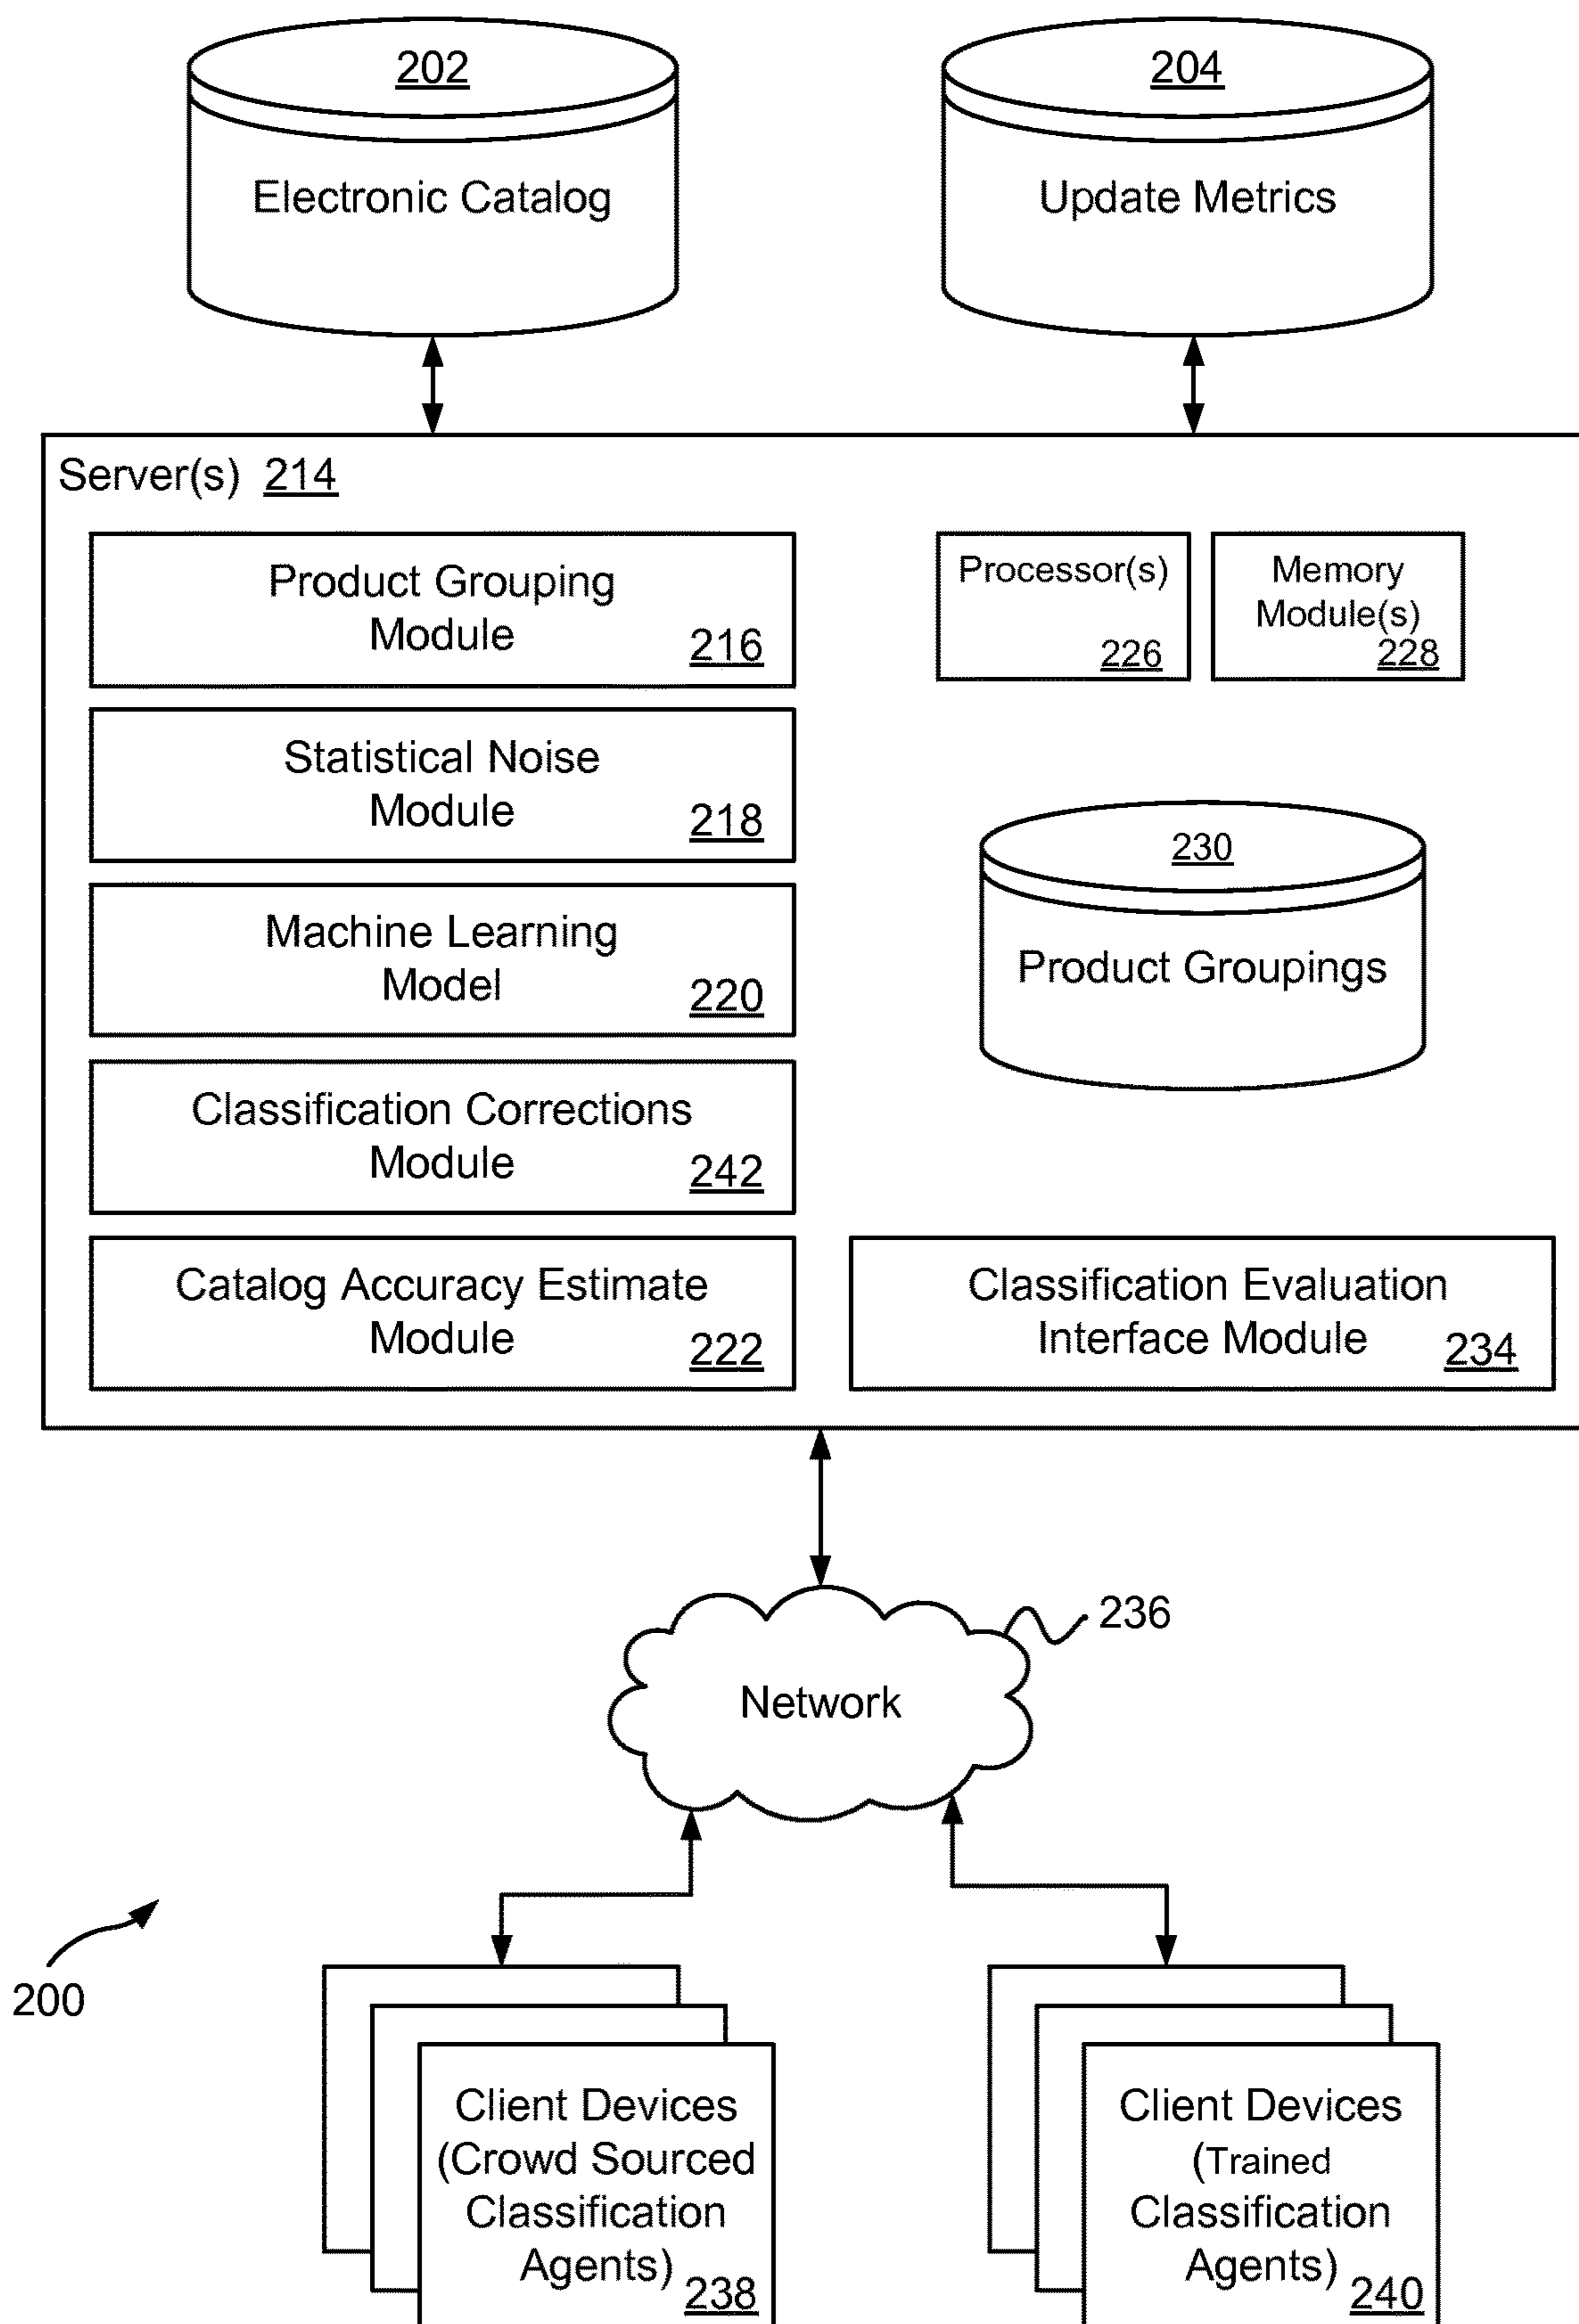 202
Electronic Catalog
204
Update Metrics
Server(s) 214
Product Grouping
Module 216
Processor(s)
226
Memory
Module(s)
228
Statistical Noise
Module 218
230
Product Groupings
Machine Learning
Model 220
Classification Corrections
Module 242
Catalog Accuracy Estimate
Module 222
Classification Evaluation
Interface Module 234
236
Network
200
Client Devices
(Crowd Sourced
Classification
Agents) 238
Client Devices
(Trained
Classification
Agents) 240